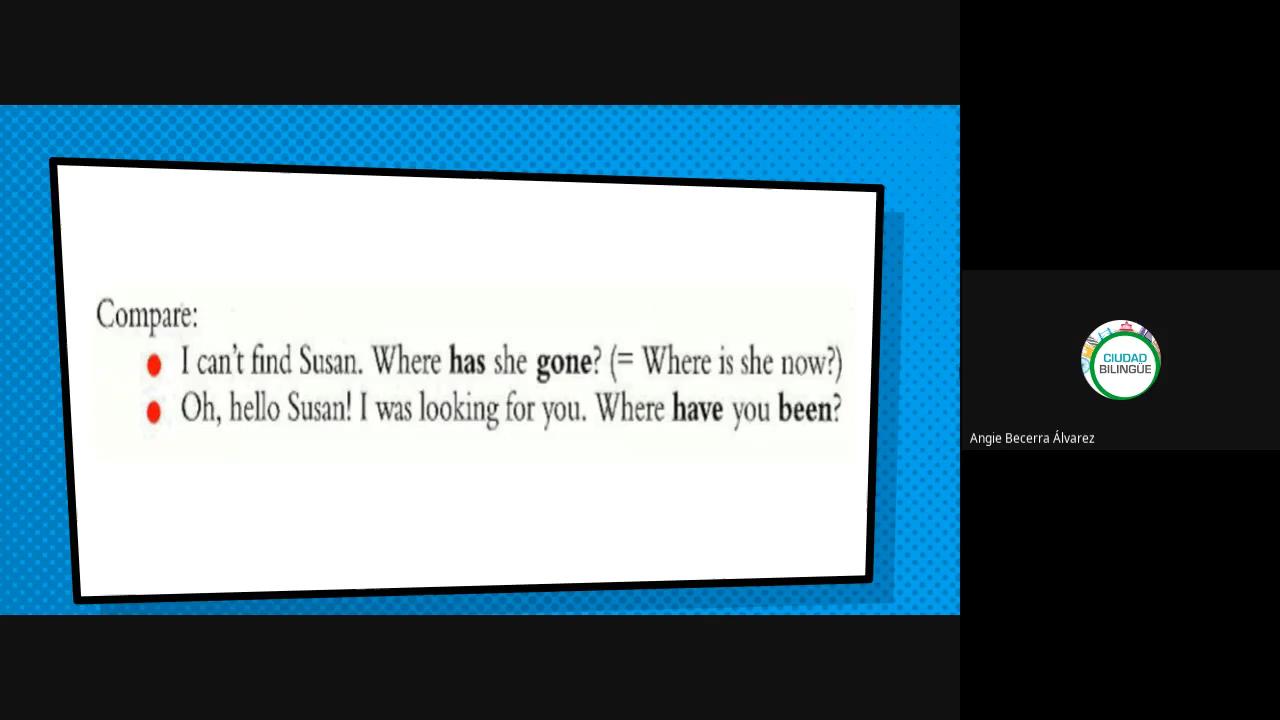 Compare:
I can't find Susan. Where has she gone? (= Where is she now?)
Oh, hello Susan! I was looking for you. Where have you been?
CIUDAD
BILINGÜE
Angie Becerra Álvarez